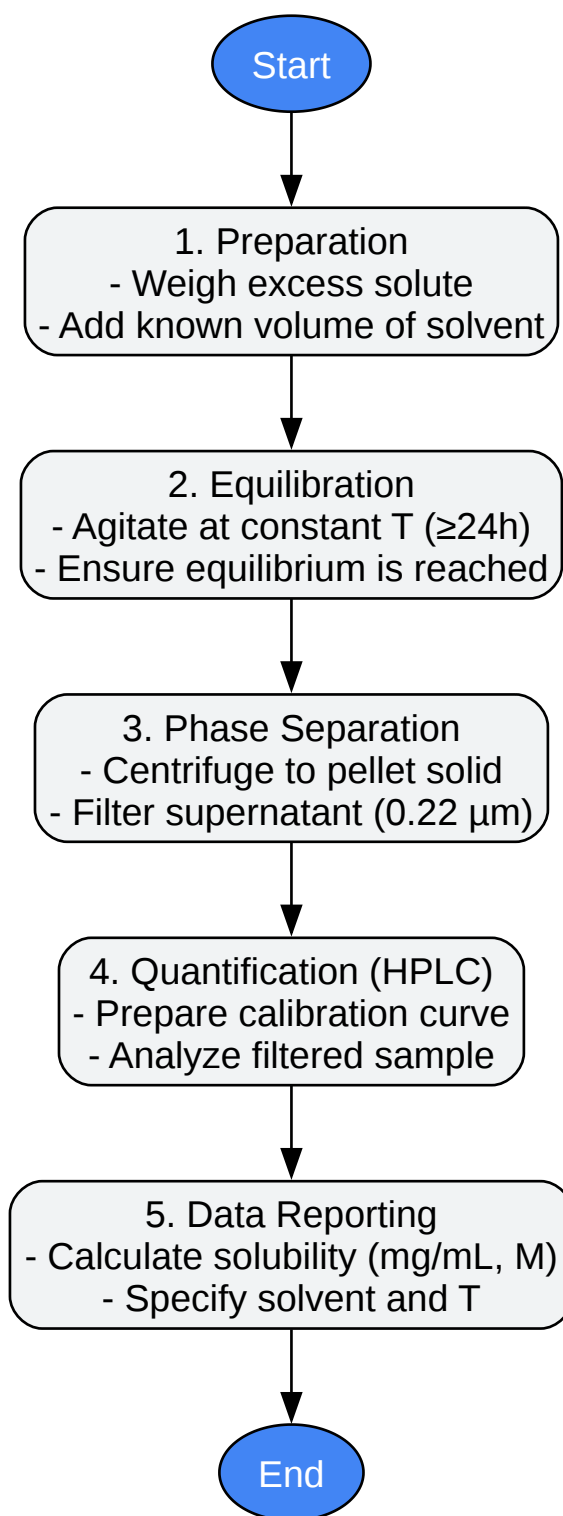 Start
1. Preparation
- Weigh excess solute
- Add known volume of solvent
2. Equilibration
- Agitate at constant T (≥24h)
- Ensure equilibrium is reached
3. Phase Separation
- Centrifuge to pellet solid
- Filter supernatant (0.22 µm)
4. Quantification (HPLC)
- Prepare calibration curve
- Analyze filtered sample
5. Data Reporting
- Calculate solubility (mg/mL, M)
- Specify solvent and T
End